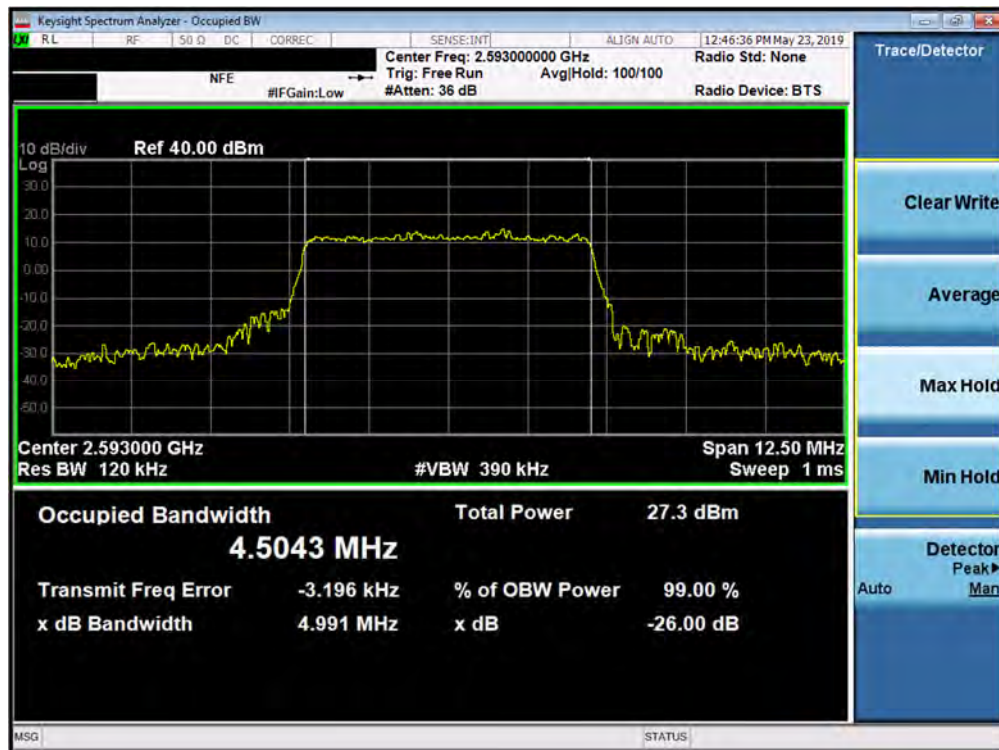 Keysight Spectrum Analyzer - Occupied BW
LXI RL RF 50 Ω DC CORREC SENSE:INT ALIGN AUTO 12:46:36 PM May 23, 2019
Center Freq: 2.593000000 GHz Radio Std: None
NFE Trig: Free Run Avg|Hold: 100/100
#IFGain:Low #Atten: 36 dB Radio Device: BTS
10 dB/div Ref 40.00 dBm
Log
30.0
20.0
10.0
0.00
-10.0
-20.0
-30.0
-40.0
-50.0
Center 2.593000 GHz Span 12.50 MHz
Res BW 120 kHz #VBW 390 kHz Sweep 1 ms
Occupied Bandwidth Total Power 27.3 dBm
4.5043 MHz
Transmit Freq Error -3.196 kHz % of OBW Power 99.00 %
x dB Bandwidth 4.991 MHz x dB -26.00 dB
MSG STATUS
Trace/Detector
Clear Write
Average
Max Hold
Min Hold
Detector
Peak▶
Auto Man